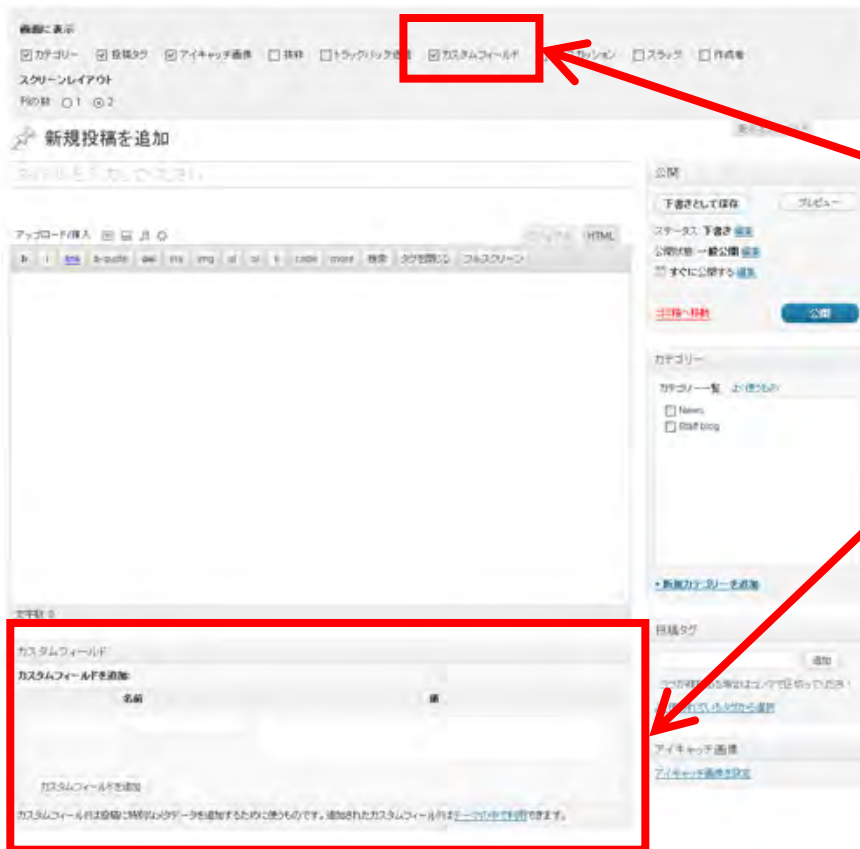 画面に表示
カテゴリー 投稿タグ アイキャッチ画像 抜粋 トラックバック送信 カスタムフィールド スラッグ 作成者
スクリーンレイアウト
列の数 1 2
新規投稿を追加
公開
下書きとして保存 プレビュー
アップロード/挿入 HTML
ステータス: 下書き 編集
b i link b-quote del ins img ul ol li code more 検索 タグを閉じる フルスクリーン
公開状態: 一般公開 編集
すぐに公開する 編集
ゴミ箱へ移動 公開
カテゴリー
カテゴリー一覧 よく使うもの
News
Staff blog
+ 新規カテゴリーを追加
文字数: 0
投稿タグ
カスタムフィールド
追加
カスタムフィールドを追加:
名前 値
アイキャッチ画像
アイキャッチ画像を設定
カスタムフィールドを追加
カスタムフィールドは投稿に特別なメタデータを追加するために使うものです。追加されたカスタムフィールドはテーマの中で利用できます。